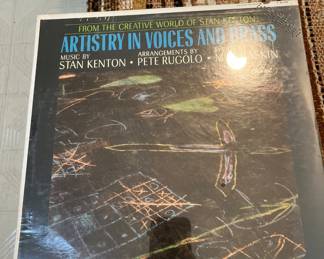 FROM THE CREATIVE WORLD OF STAN KENTON:
ARTISTRY IN VOICES AND BRASS
MUSIC BY ARRANGEMENTS BY
STAN KENTON • PETE RUGOLO •